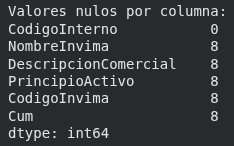 Valores nulos por columna:
CodigoInterno 0
NombreInvima 8
DescripcionComercial 8
PrincipioActivo 8
CodigoInvima 8
Cum 8
dtype: int64